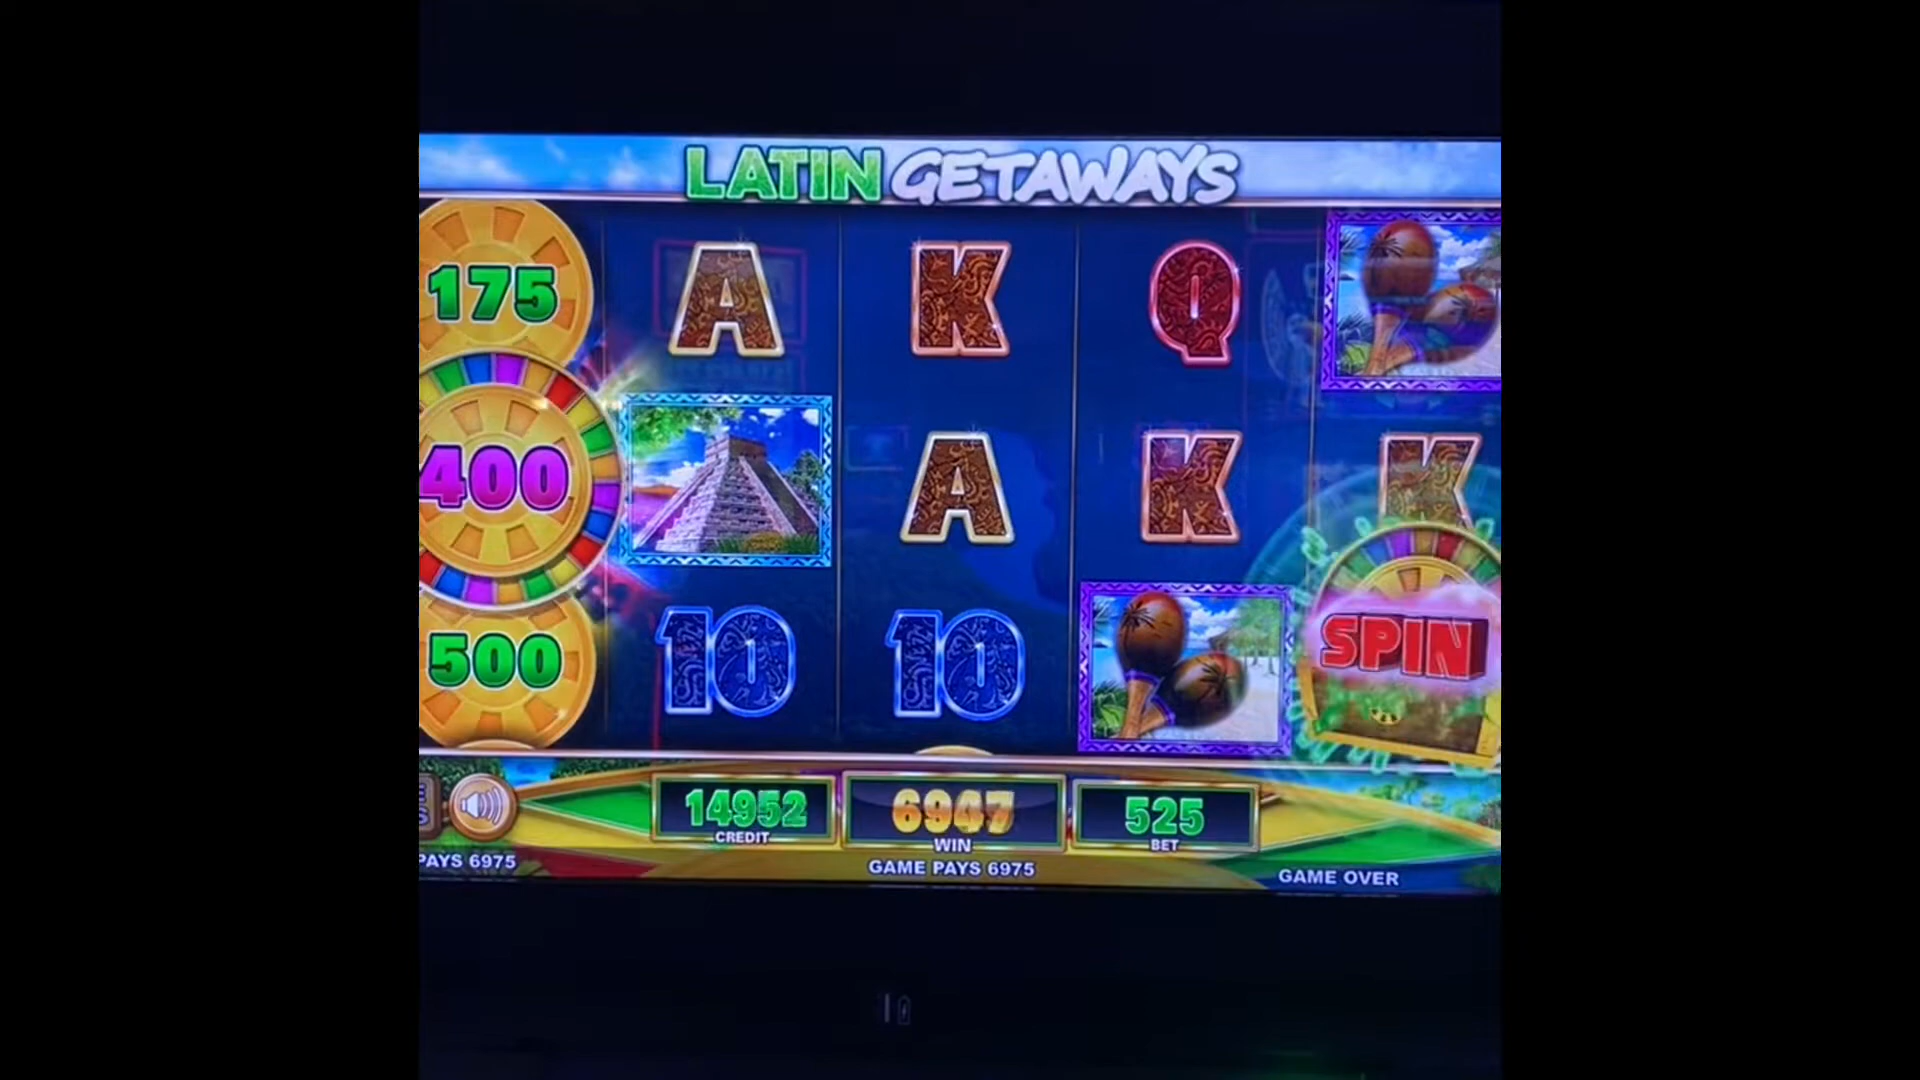 LATIN GETAWAYS
175 A K Q
400 A K K
500 10 10 SPIN
14952 6947 525
CREDIT WIN BET
PAYS 6975 GAME PAYS 6975 GAME OVER